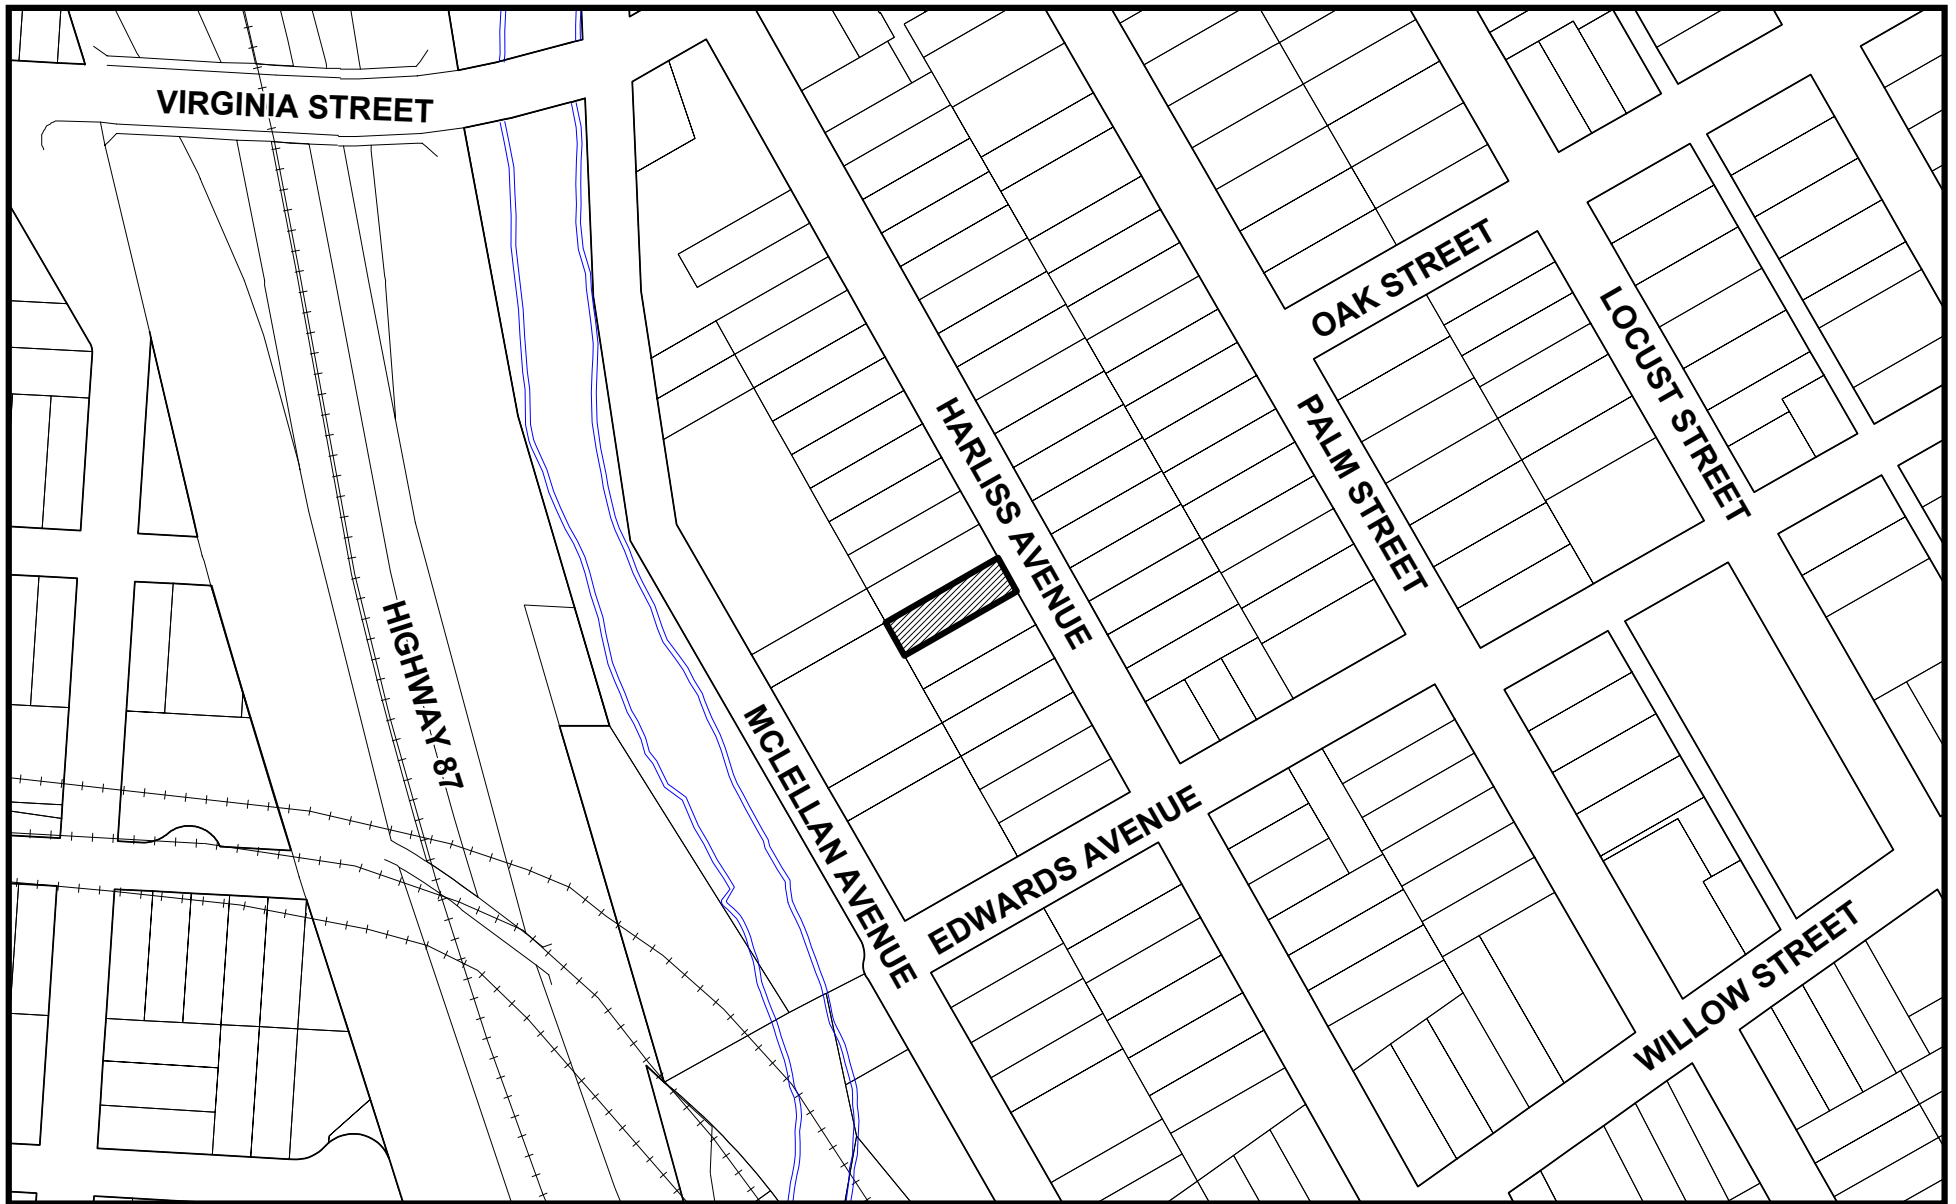 VIRGINIA STREET
OAK STREET
LOCUST STREET
HARLISS AVENUE
PALM STREET
HIGHWAY 87
MCLELLAN AVENUE
EDWARDS AVENUE
WILLOW STREET